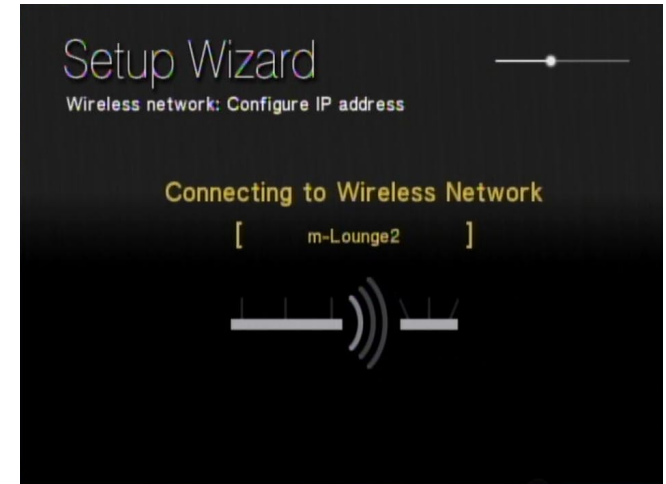 Setup Wizard
Wireless network: Configure IP address
Connecting to Wireless Network
[ m-Lounge2 ]